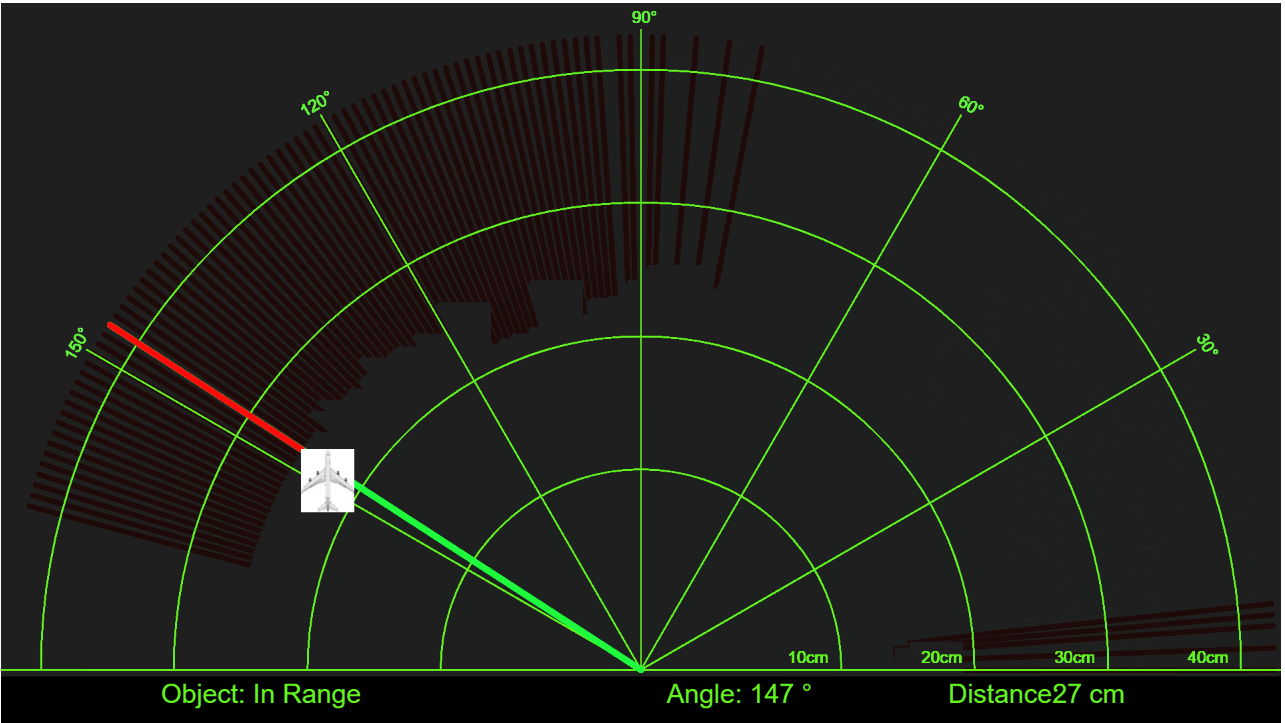 90°
120°
60°
150°
30°
10cm
20cm
30cm
40cm
Object: In Range
Angle: 147 °
Distance27 cm